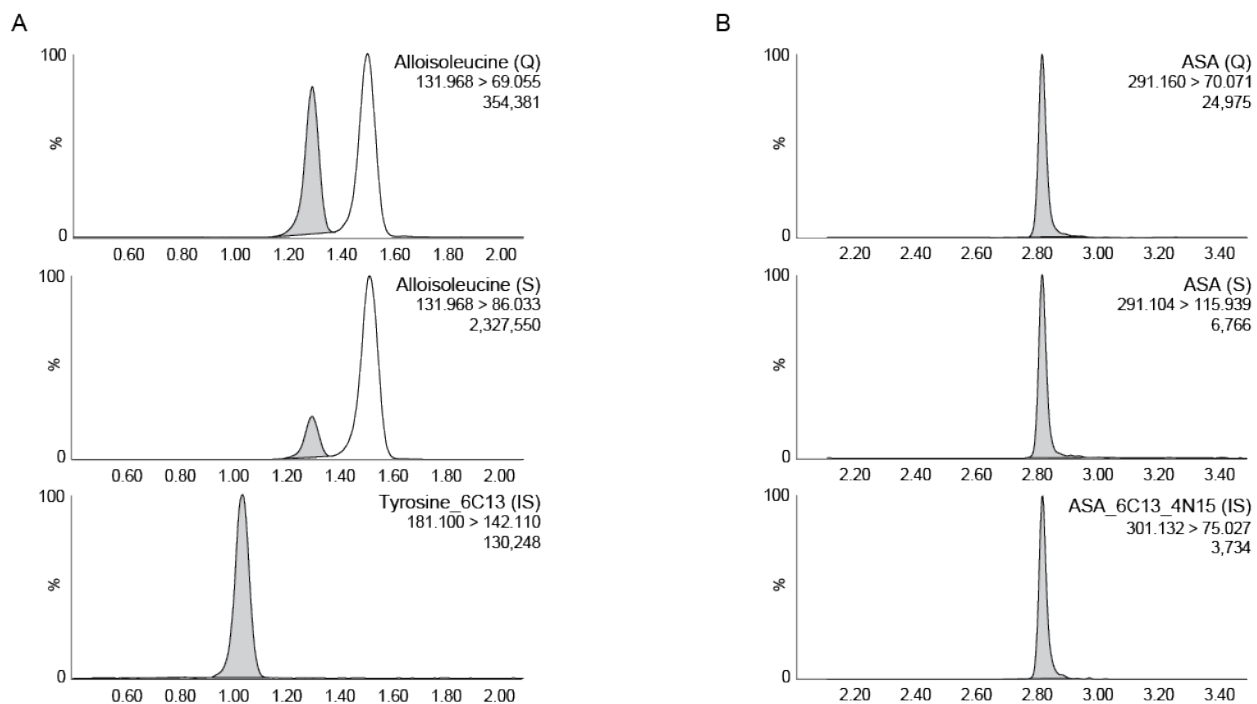 A
100
%
0
Alloisoleucine (Q)
131.968 > 69.055
354,381
0.60 0.80 1.00 1.20 1.40 1.60 1.80 2.00
100
%
0
Alloisoleucine (S)
131.968 > 86.033
2,327,550
0.60 0.80 1.00 1.20 1.40 1.60 1.80 2.00
100
%
0
Tyrosine_6C13 (IS)
181.100 > 142.110
130,248
0.60 0.80 1.00 1.20 1.40 1.60 1.80 2.00
B
100
%
0
ASA (Q)
291.160 > 70.071
24,975
2.20 2.40 2.60 2.80 3.00 3.20 3.40
100
%
0
ASA (S)
291.104 > 115.939
6,766
2.20 2.40 2.60 2.80 3.00 3.20 3.40
100
%
0
ASA_6C13_4N15 (IS)
301.132 > 75.027
3,734
2.20 2.40 2.60 2.80 3.00 3.20 3.40